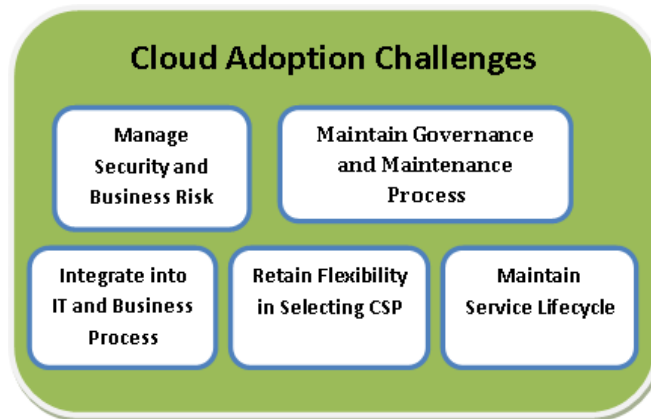 Cloud Adoption Challenges
Manage
Security and
Business Risk
Maintain Governance
and Maintenance
Process
Integrate into
IT and Business
Process
Retain Flexibility
in Selecting CSP
Maintain
Service Lifecycle